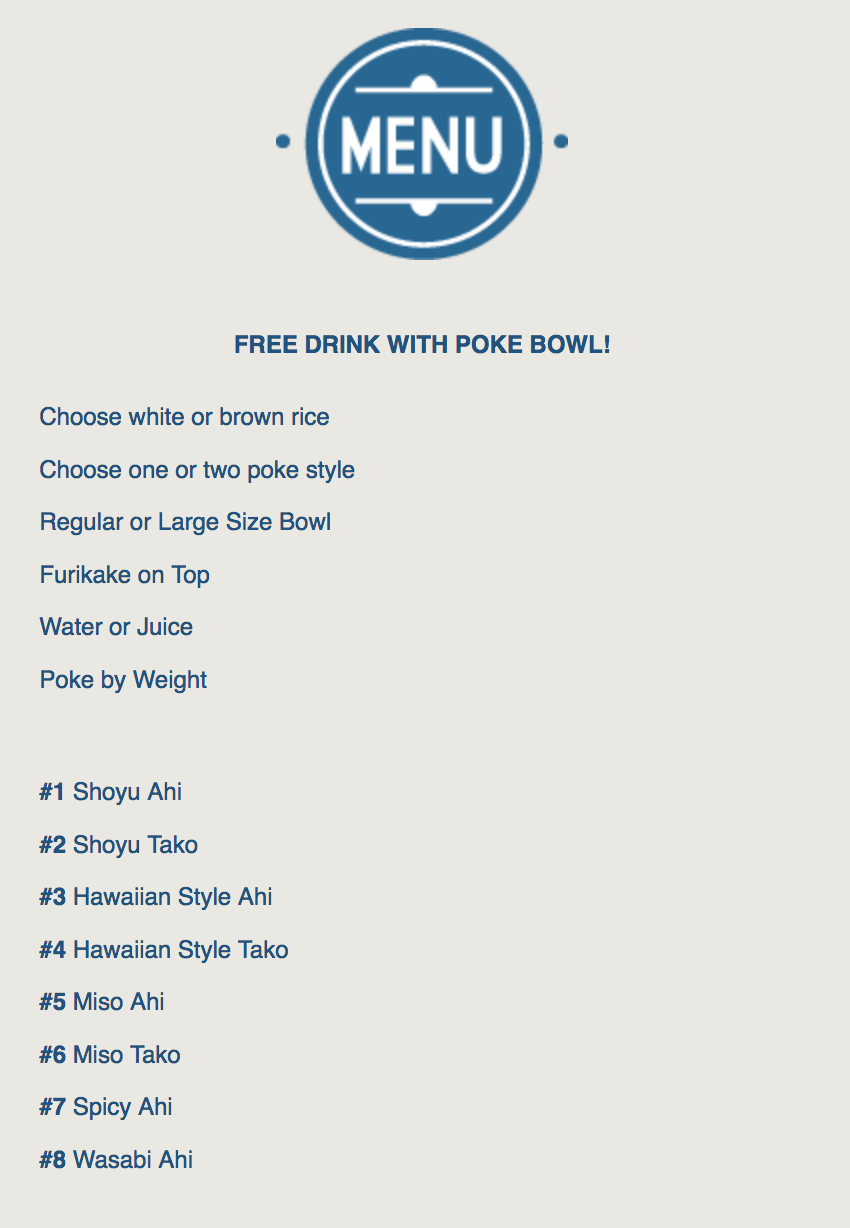 MENU
FREE DRINK WITH POKE BOWL!
Choose white or brown rice
Choose one or two poke style
Regular or Large Size Bowl
Furikake on Top
Water or Juice
Poke by Weight
#1 Shoyu Ahi
#2 Shoyu Tako
#3 Hawaiian Style Ahi
#4 Hawaiian Style Tako
#5 Miso Ahi
#6 Miso Tako
#7 Spicy Ahi
#8 Wasabi Ahi